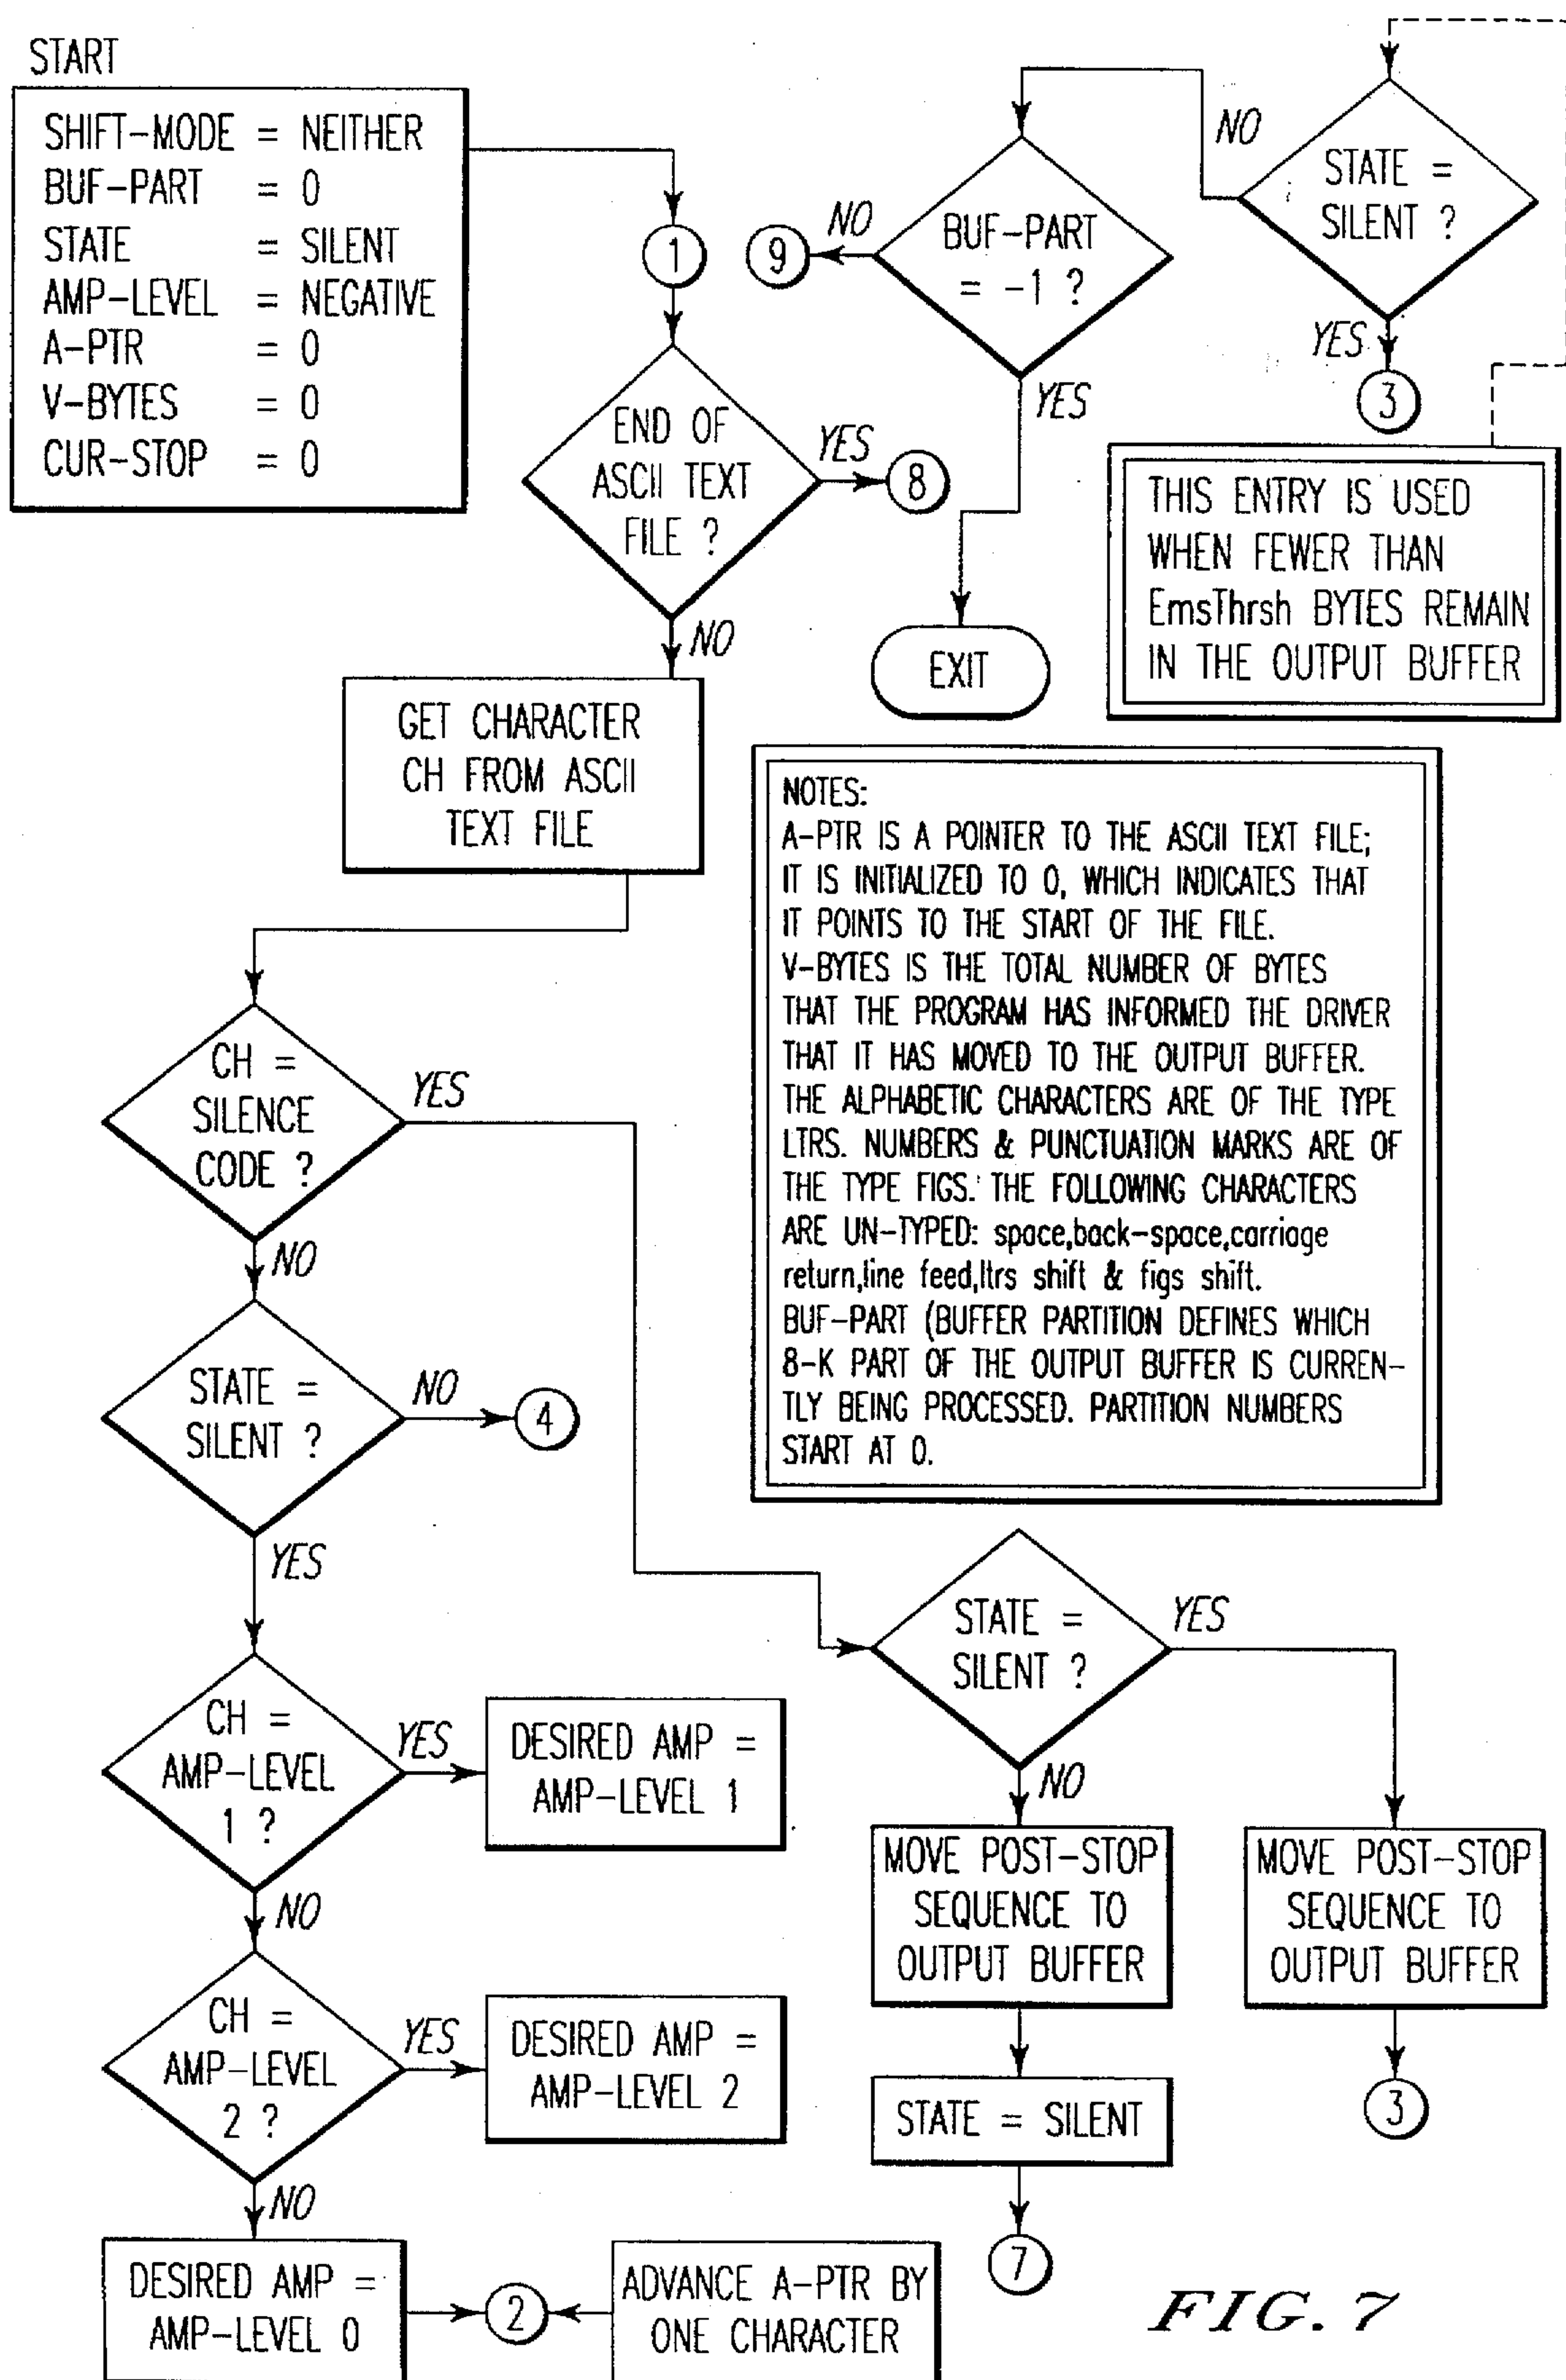 START
SHIFT-MODE = NEITHER
BUF-PART = 0
STATE = SILENT
AMP-LEVEL = NEGATIVE
A-PTR = 0
V-BYTES = 0
CUR-STOP = 0
1
END OF
ASCII TEXT
FILE ?
YES
8
NO
GET CHARACTER
CH FROM ASCII
TEXT FILE
STATE =
SILENT ?
NO
YES
3
BUF-PART
= -1 ?
NO
9
YES
EXIT
THIS ENTRY IS USED
WHEN FEWER THAN
EmsThrsh BYTES REMAIN
IN THE OUTPUT BUFFER
NOTES:
A-PTR IS A POINTER TO THE ASCII TEXT FILE;
IT IS INITIALIZED TO 0, WHICH INDICATES THAT
IT POINTS TO THE START OF THE FILE.
V-BYTES IS THE TOTAL NUMBER OF BYTES
THAT THE PROGRAM HAS INFORMED THE DRIVER
THAT IT HAS MOVED TO THE OUTPUT BUFFER.
THE ALPHABETIC CHARACTERS ARE OF THE TYPE
LTRS. NUMBERS & PUNCTUATION MARKS ARE OF
THE TYPE FIGS. THE FOLLOWING CHARACTERS
ARE UN-TYPED: space,back-space,carriage
return,line feed,ltrs shift & figs shift.
BUF-PART (BUFFER PARTITION DEFINES WHICH
8-K PART OF THE OUTPUT BUFFER IS CURREN-
TLY BEING PROCESSED. PARTITION NUMBERS
START AT 0.
CH =
SILENCE
CODE ?
YES
NO
STATE =
SILENT ?
NO
4
YES
CH =
AMP-LEVEL
1 ?
YES
DESIRED AMP =
AMP-LEVEL 1
NO
CH =
AMP-LEVEL
2 ?
YES
DESIRED AMP =
AMP-LEVEL 2
NO
DESIRED AMP =
AMP-LEVEL 0
2
ADVANCE A-PTR BY
ONE CHARACTER
STATE =
SILENT ?
YES
NO
MOVE POST-STOP
SEQUENCE TO
OUTPUT BUFFER
STATE = SILENT
7
MOVE POST-STOP
SEQUENCE TO
OUTPUT BUFFER
3
FIG. 7